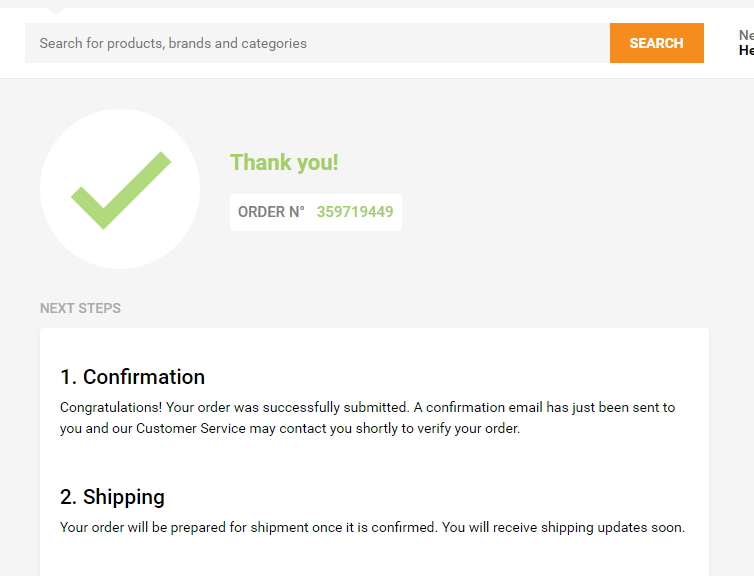 Search for products, brands and categories
SEARCH
Ne
He
Thank you!
ORDER N° 359719449
NEXT STEPS
1. Confirmation
Congratulations! Your order was successfully submitted. A confirmation email has just been sent to
you and our Customer Service may contact you shortly to verify your order.
2. Shipping
Your order will be prepared for shipment once it is confirmed. You will receive shipping updates soon.